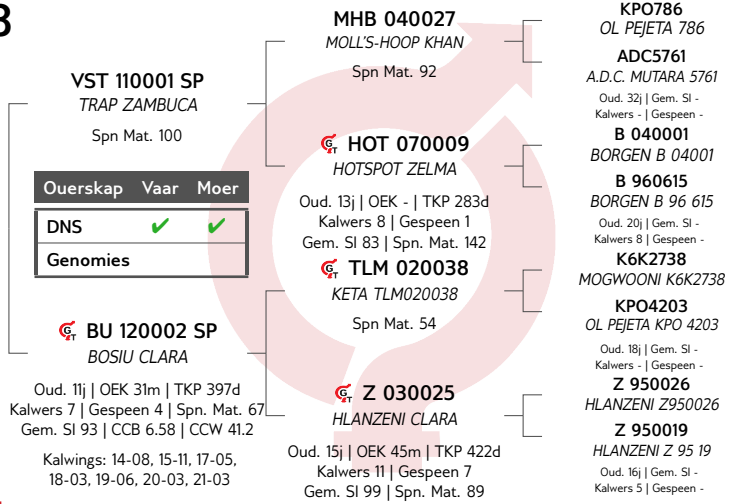 3
VST 110001 SP
TRAP ZAMBUCA
Spn Mat. 100
Ouerskap Vaar Moer
DNS ✔ ✔
Genomies
BU 120002 SP
BOSIU CLARA
Oud. 11j | OEK 31m | TKP 397d
Kalwers 7 | Gespeen 4 | Spn. Mat. 67
Gem. SI 93 | CCB 6.58 | CCW 41.2
Kalwings: 14-08, 15-11, 17-05,
18-03, 19-06, 20-03, 21-03
MHB 040027
MOLL'S-HOOP KHAN
Spn Mat. 92
GT HOT 070009
HOTSPOT ZELMA
Oud. 13j | OEK - | TKP 283d
Kalwers 8 | Gespeen 1
Gem. SI 83 | Spn. Mat. 142
GT TLM 020038
KETA TLM020038
Spn Mat. 54
GT Z 030025
HLANZENI CLARA
Oud. 15j | OEK 45m | TKP 422d
Kalwers 11 | Gespeen 7
Gem. SI 99 | Spn. Mat. 89
KPO786
OL PEJETA 786
ADC5761
A.D.C. MUTARA 5761
Oud. 32j | Gem. SI -
Kalwers - | Gespeen -
B 040001
BORGEN B 04001
B 960615
BORGEN B 96 615
Oud. 20j | Gem. SI -
Kalwers 8 | Gespeen -
K6K2738
MOGWOONI K6K2738
KPO4203
OL PEJETA KPO 4203
Oud. 18j | Gem. SI -
Kalwers - | Gespeen -
Z 950026
HLANZENI Z950026
Z 950019
HLANZENI Z 95 19
Oud. 16j | Gem. SI -
Kalwers 5 | Gespeen -